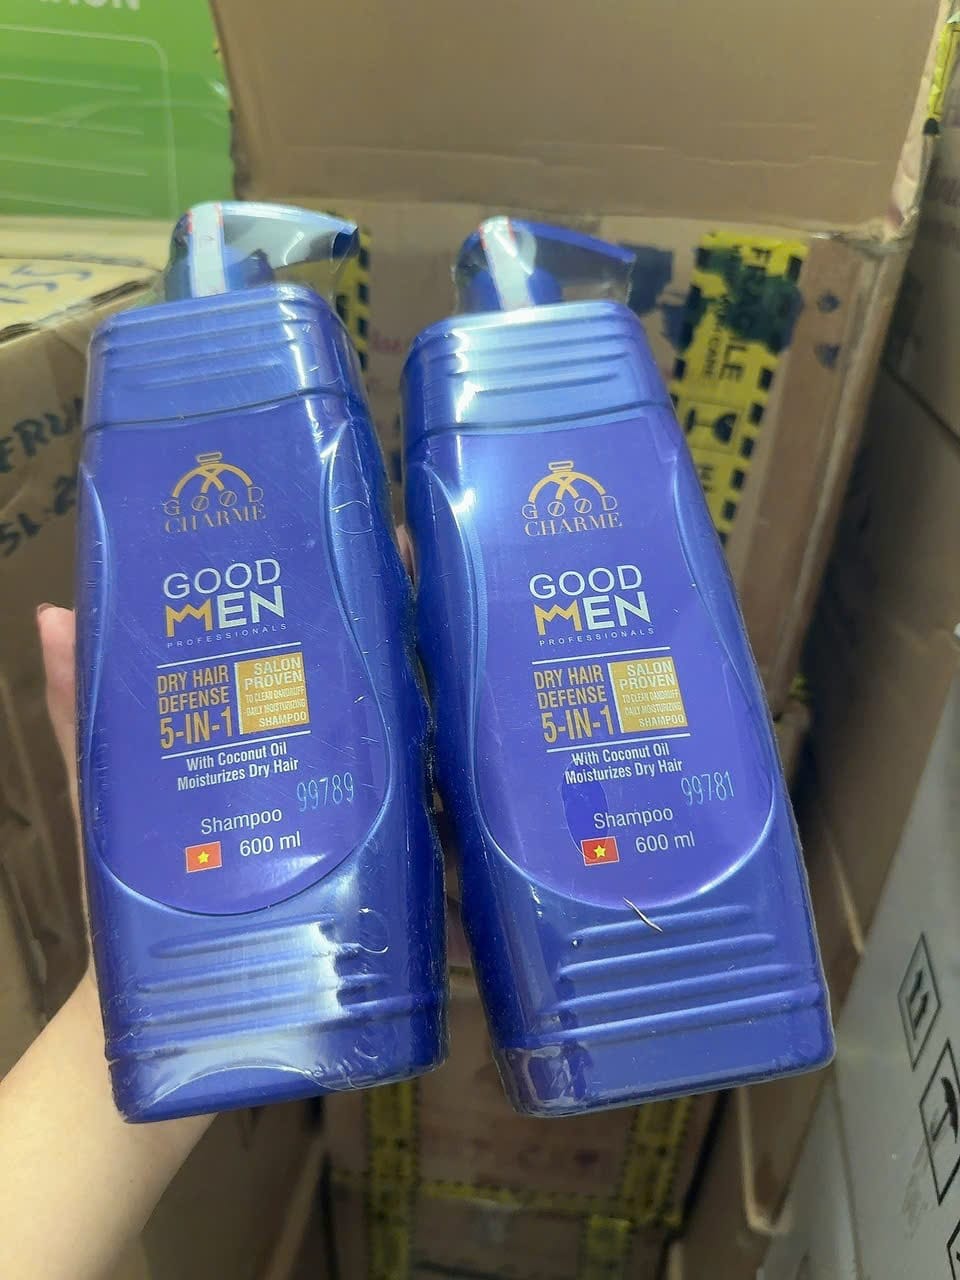 GOOD
CHARME
GOOD
MEN
PROFESSIONALS
DRY HAIR
DEFENSE
5-IN-1
SALON
PROVEN
TO CLEAN DANDRUFF
DAILY MOISTURIZING
SHAMPOO
With Coconut Oil
Moisturizes Dry Hair
99789
Shampoo
600 ml
GOOD
CHARME
GOOD
MEN
PROFESSIONALS
DRY HAIR
DEFENSE
5-IN-1
SALON
PROVEN
TO CLEAN DANDRUFF
DAILY MOISTURIZING
SHAMPOO
With Coconut Oil
Moisturizes Dry Hair
99781
Shampoo
600 ml